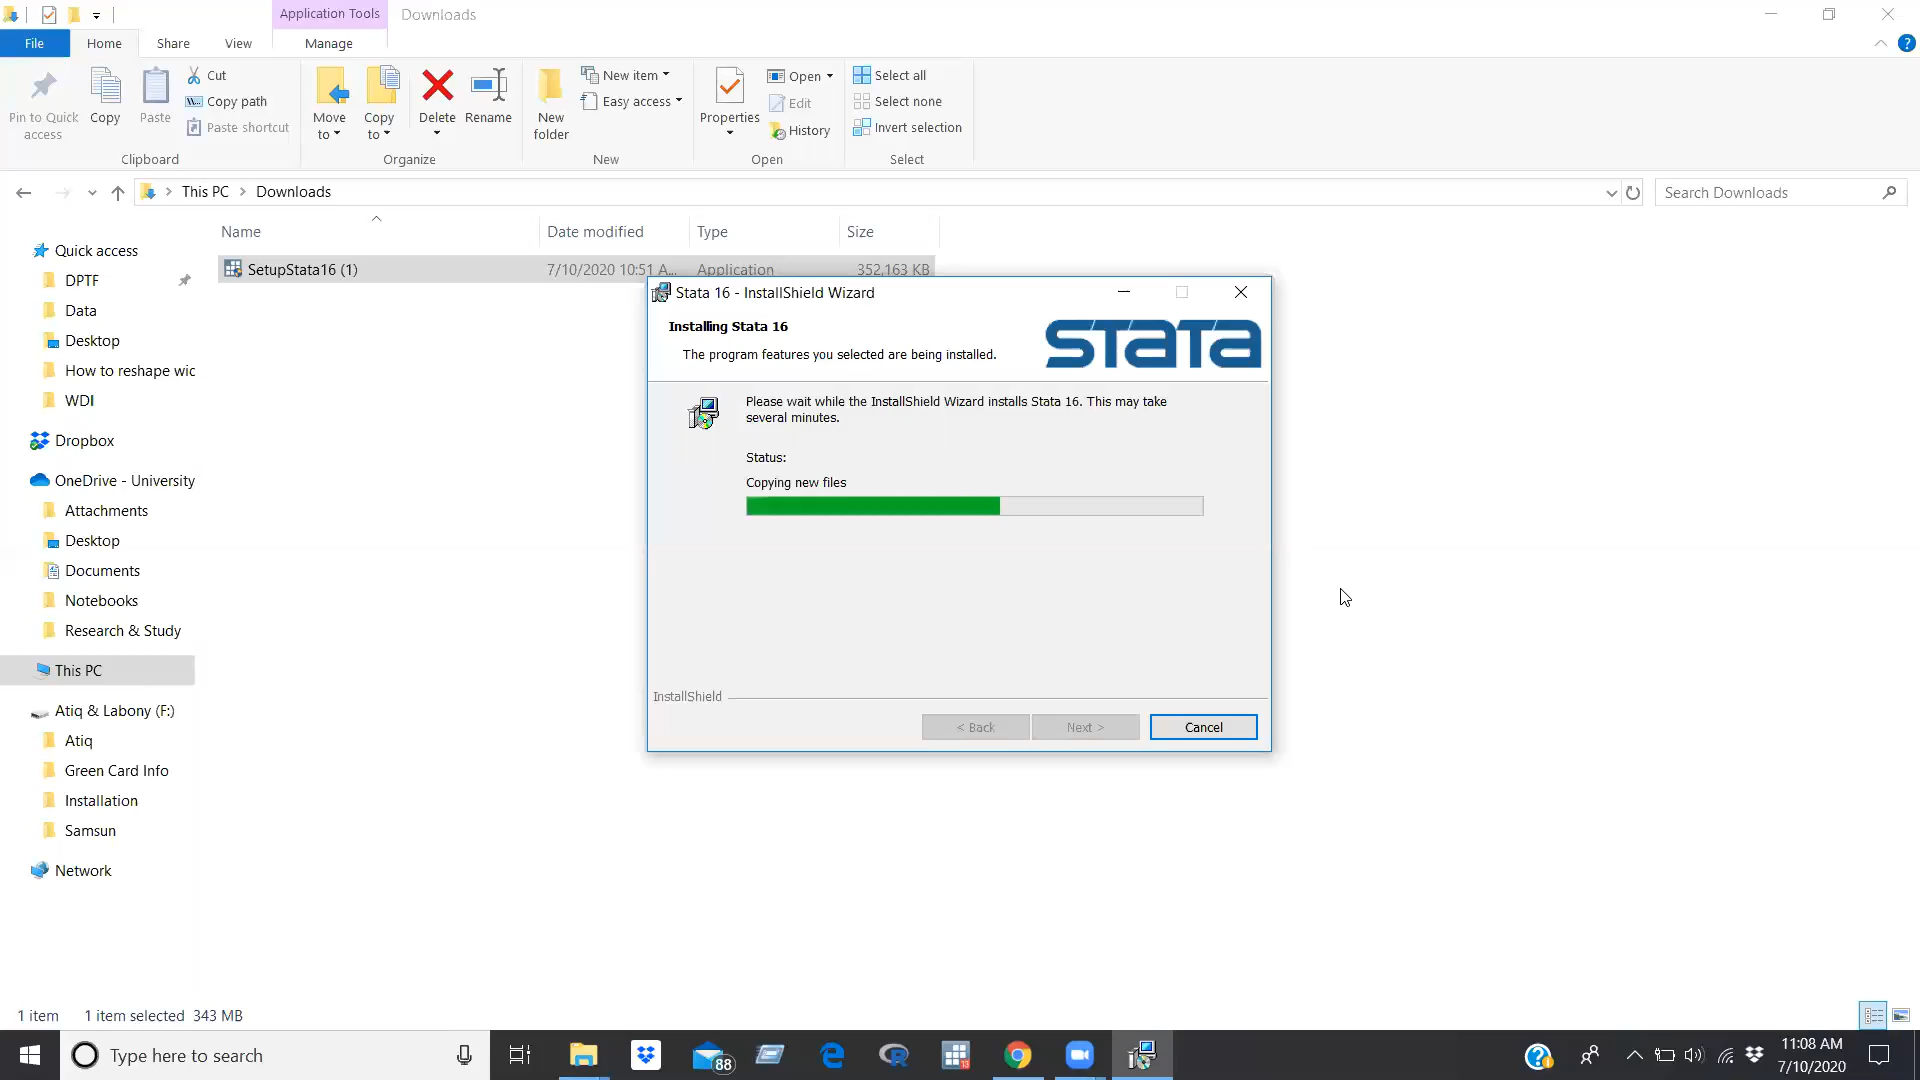 Application Tools
Downloads
File
Home
Share
View
Manage
Pin to Quick
access
Copy
Paste
Cut
Copy path
Paste shortcut
Clipboard
Move
to
Copy
to
Delete
Rename
Organize
New
folder
New item
Easy access
New
Properties
Open
Edit
History
Open
Select all
Select none
Invert selection
Select
This PC
Downloads
Search Downloads
Name
Date modified
Type
Size
SetupStata16 (1)
7/10/2020 10:51 A...
Application
352,163 KB
Quick access
DPTF
Data
Desktop
How to reshape wic
WDI
Dropbox
OneDrive - University
Attachments
Desktop
Documents
Notebooks
Research & Study
This PC
Atiq & Labony (F:)
Atiq
Green Card Info
Installation
Samsun
Network
Stata 16 - InstallShield Wizard
Installing Stata 16
The program features you selected are being installed.
STATA
Please wait while the InstallShield Wizard installs Stata 16. This may take
several minutes.
Status:
Copying new files
InstallShield
< Back
Next >
Cancel
1 item
1 item selected 343 MB
Type here to search
88
11:08 AM
7/10/2020